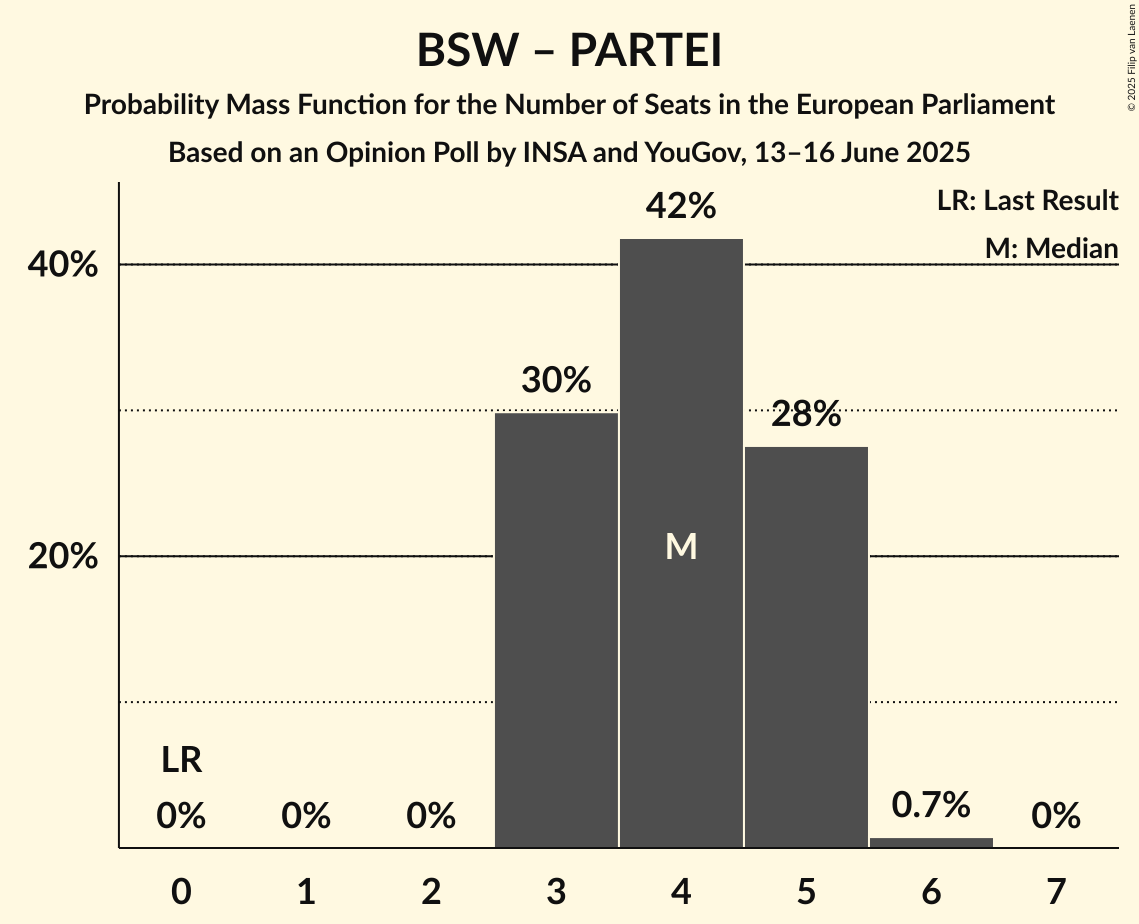 BSW – PARTEI
Probability Mass Function for the Number of Seats in the European Parliament
Based on an Opinion Poll by INSA and YouGov, 13–16 June 2025
© 2025 Filip van Laenen
LR: Last Result
M: Median
40%
20%
42%
30%
28%
M
LR
0%
0%
0%
0.7%
0%
0
1
2
3
4
5
6
7